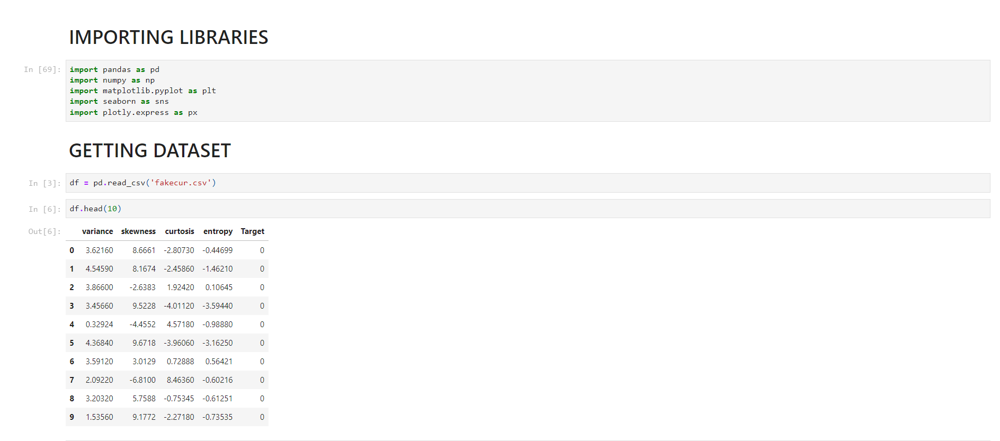 IMPORTING LIBRARIES
In [69]:
import pandas as pd
import numpy as np
import matplotlib.pyplot as plt
import seaborn as sns
import plotly.express as px
GETTING DATASET
In [3]: df = pd.read_csv('fakecur.csv')
In [6]: df.head(10)
Out[6]:
variance skewness curtosis entropy Target
0 3.62160 8.6661 -2.80730 -0.44699 0
1 4.54590 8.1674 -2.45860 -1.46210 0
2 3.86600 -2.6383 1.92420 0.10645 0
3 3.45660 9.5228 -4.01120 -3.59440 0
4 0.32924 -4.4552 4.57180 -0.98880 0
5 4.36840 9.6718 -3.96060 -3.16250 0
6 3.59120 3.0129 0.72888 0.56421 0
7 2.09220 -6.8100 8.46360 -0.60216 0
8 3.20320 5.7588 -0.75345 -0.61251 0
9 1.53560 9.1772 -2.27180 -0.73535 0